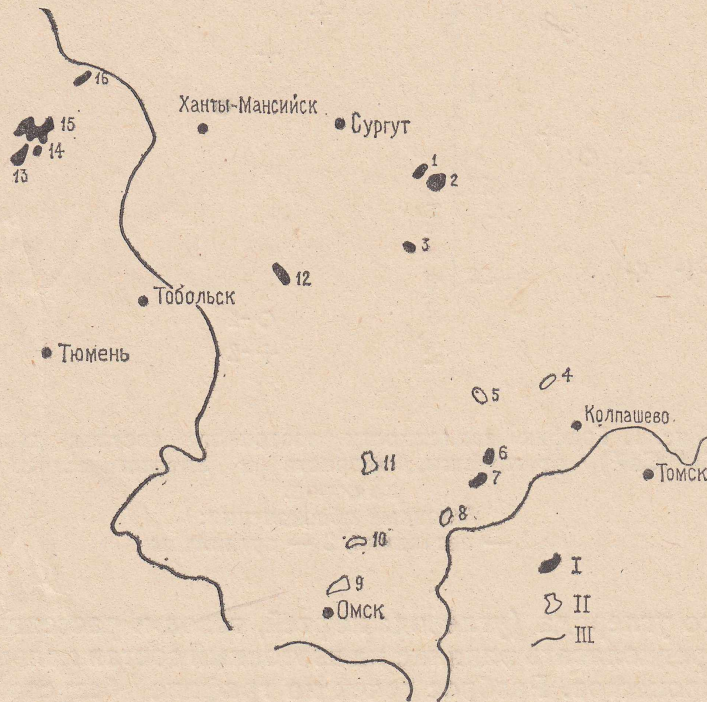 16
Ханты-Мансийск
Сургут
15
14
13
1
2
3
12
Тобольск
Тюмень
4
5
Колпашево
6
7
Томск
11
8
10
9
Омск
I
II
III